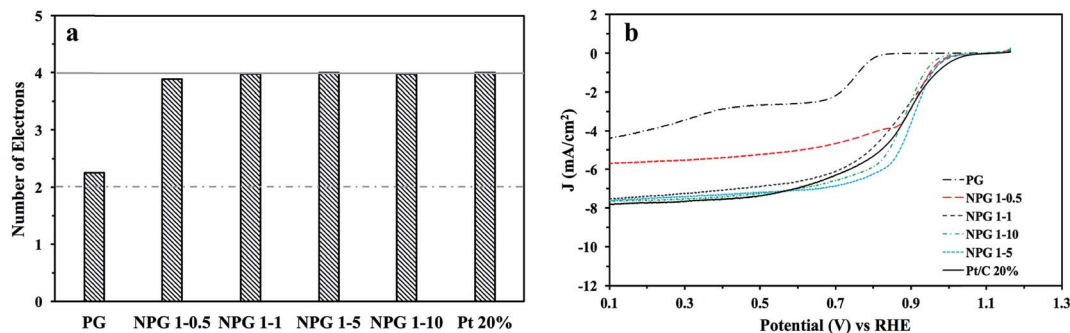 a
Number of Electrons
5
4
3
2
1
0
PG NPG 1-0.5 NPG 1-1 NPG 1-5 NPG 1-10 Pt 20%
b
J (mA/cm²)
2
0
-2
-4
-6
-8
-10
-12
PG
NPG 1-0.5
NPG 1-1
NPG 1-10
NPG 1-5
Pt/C 20%
0.1 0.3 0.5 0.7 0.9 1.1 1.3
Potential (V) vs RHE